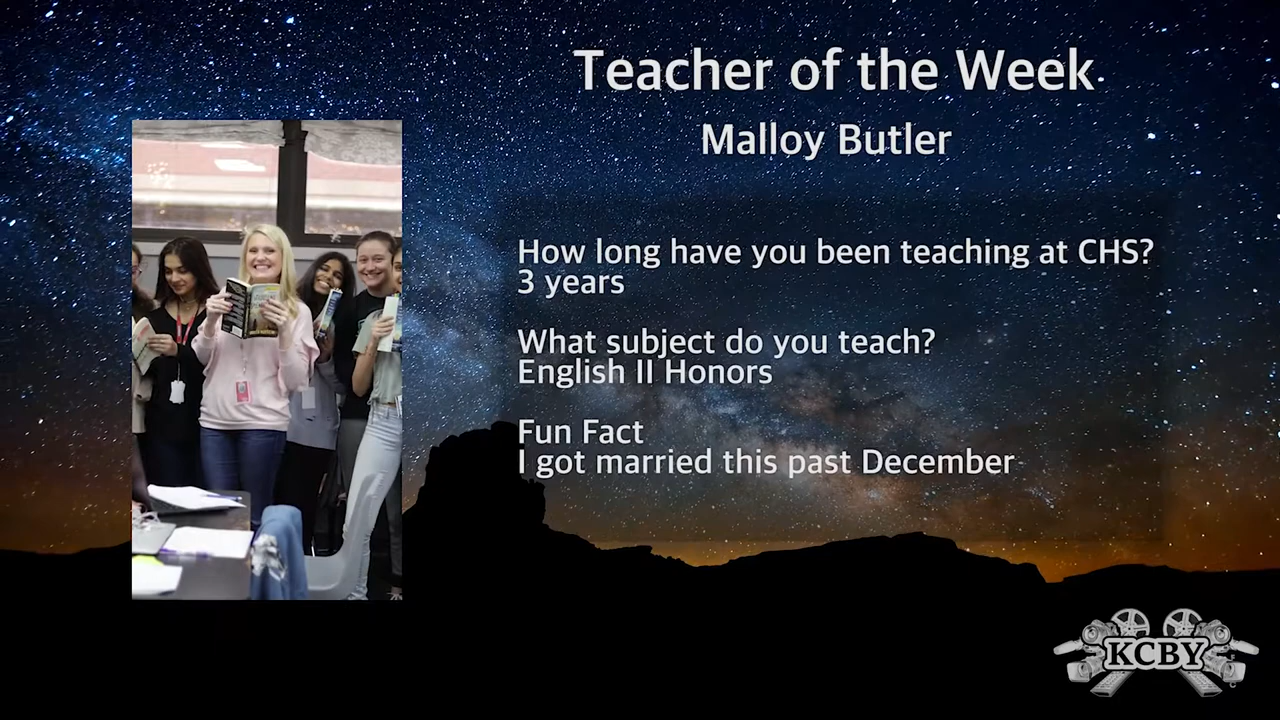 Teacher of the Week
Malloy Butler
How long have you been teaching at CHS?
3 years
What subject do you teach?
English II Honors
Fun Fact
I got married this past December
KCBY